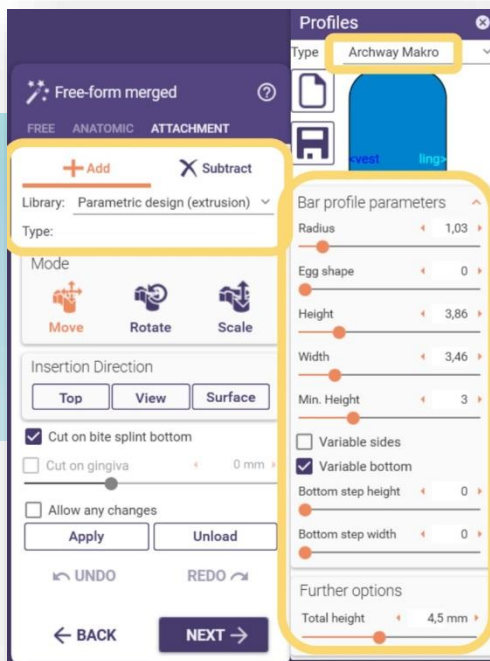 Free-form merged
FREE ANATOMIC ATTACHMENT
Add Subtract
Library: Parametric design (extrusion)
Type:
Mode
Move Rotate Scale
Insertion Direction
Top View Surface
Cut on bite splint bottom
Cut on gingiva 0 mm
Allow any changes
Apply Unload
UNDO REDO
BACK NEXT
Profiles
Type Archway Makro
<vest ling>
Bar profile parameters
Radius 1,03
Egg shape 0
Height 3,86
Width 3,46
Min. Height 3
Variable sides
Variable bottom
Bottom step height 0
Bottom step width 0
Further options
Total height 4,5 mm